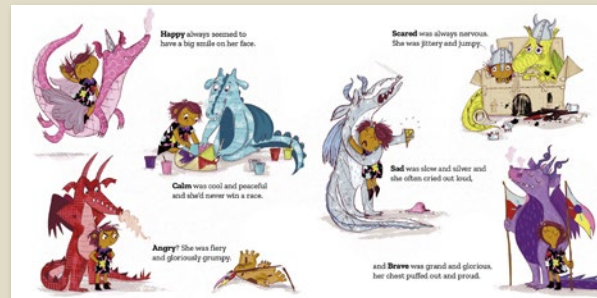 Happy always seemed to
have a big smile on her face.
Calm was cool and peaceful
and she'd never win a race.
Angry? She was fiery
and gloriously grumpy.
Scared was always nervous.
She was jittery and jumpy.
Sad was slow and silver and
she often cried out loud,
and Brave was grand and glorious,
her chest puffed out and proud.